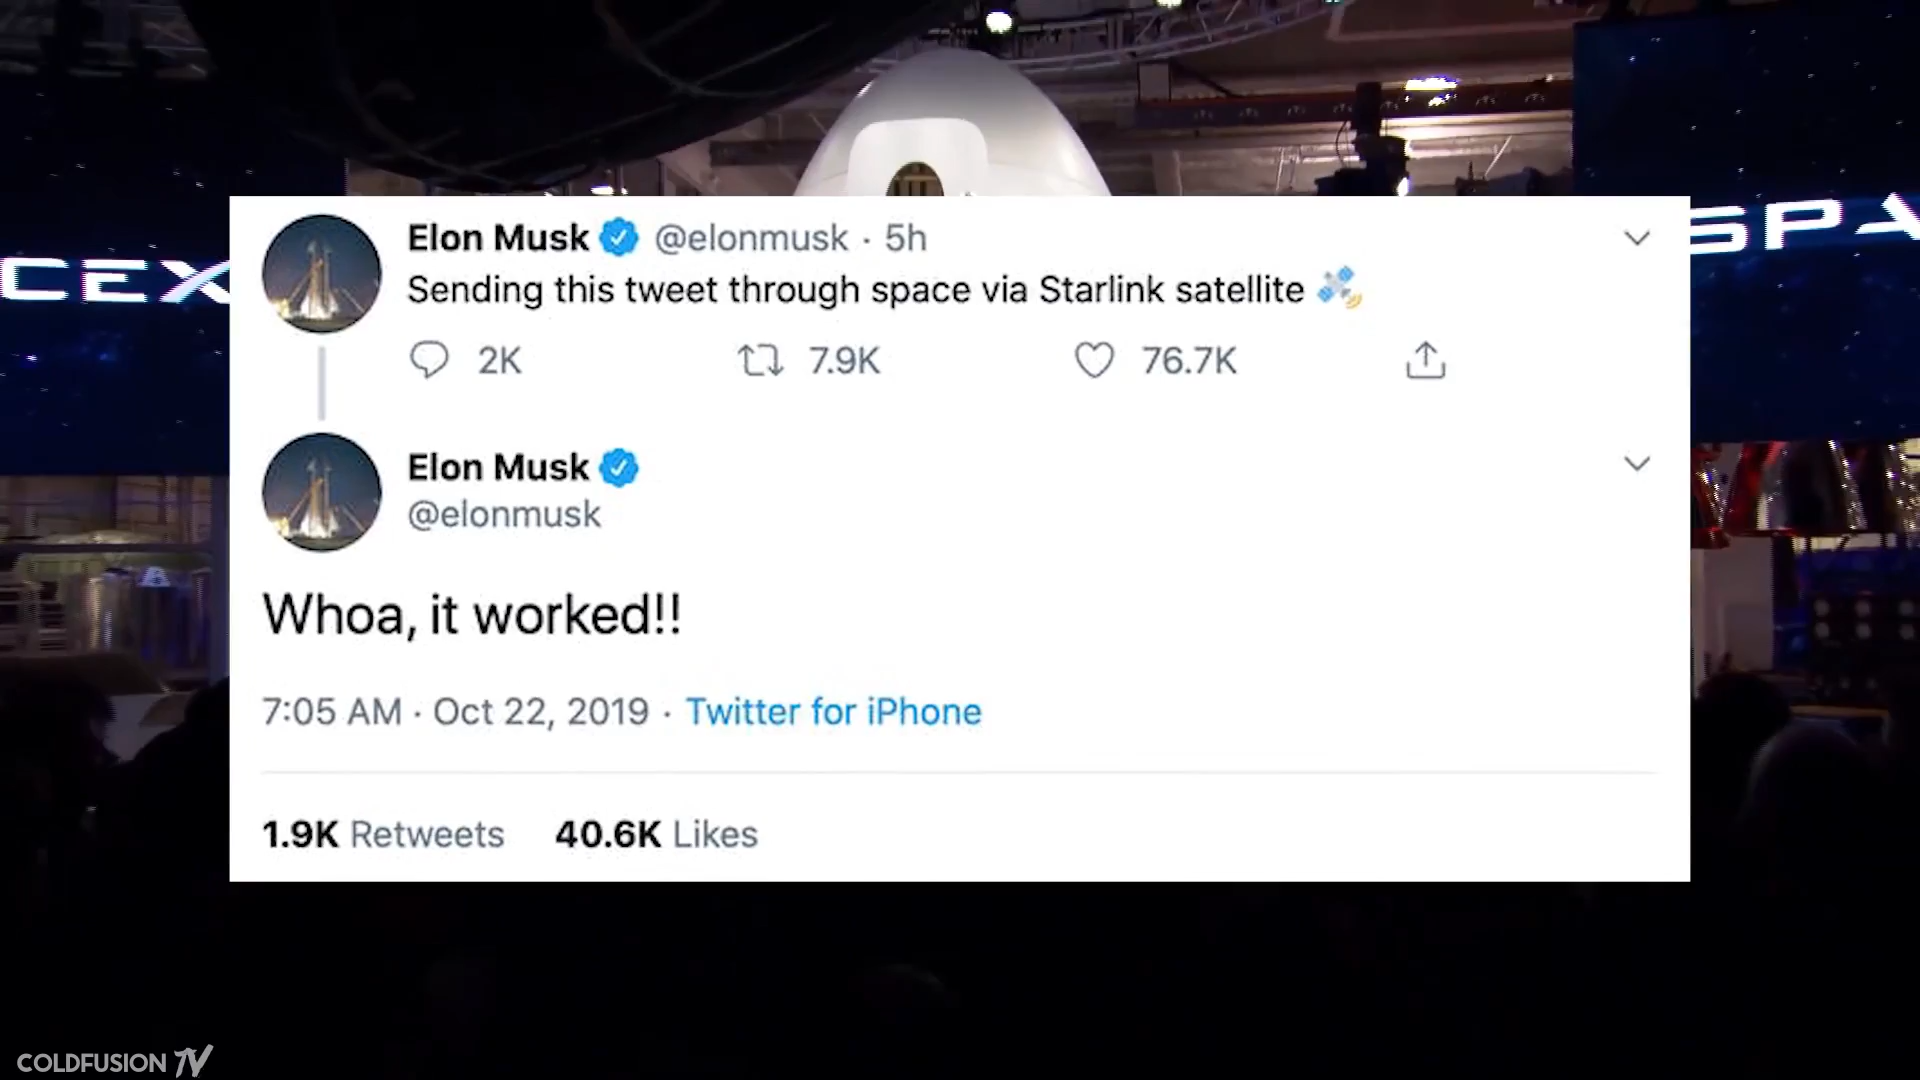 CEX
SPA
Elon Musk @elonmusk · 5h
Sending this tweet through space via Starlink satellite 🛰️
2K 7.9K 76.7K
Elon Musk
@elonmusk
Whoa, it worked!!
7:05 AM · Oct 22, 2019 · Twitter for iPhone
1.9K Retweets 40.6K Likes
COLDFUSION TV